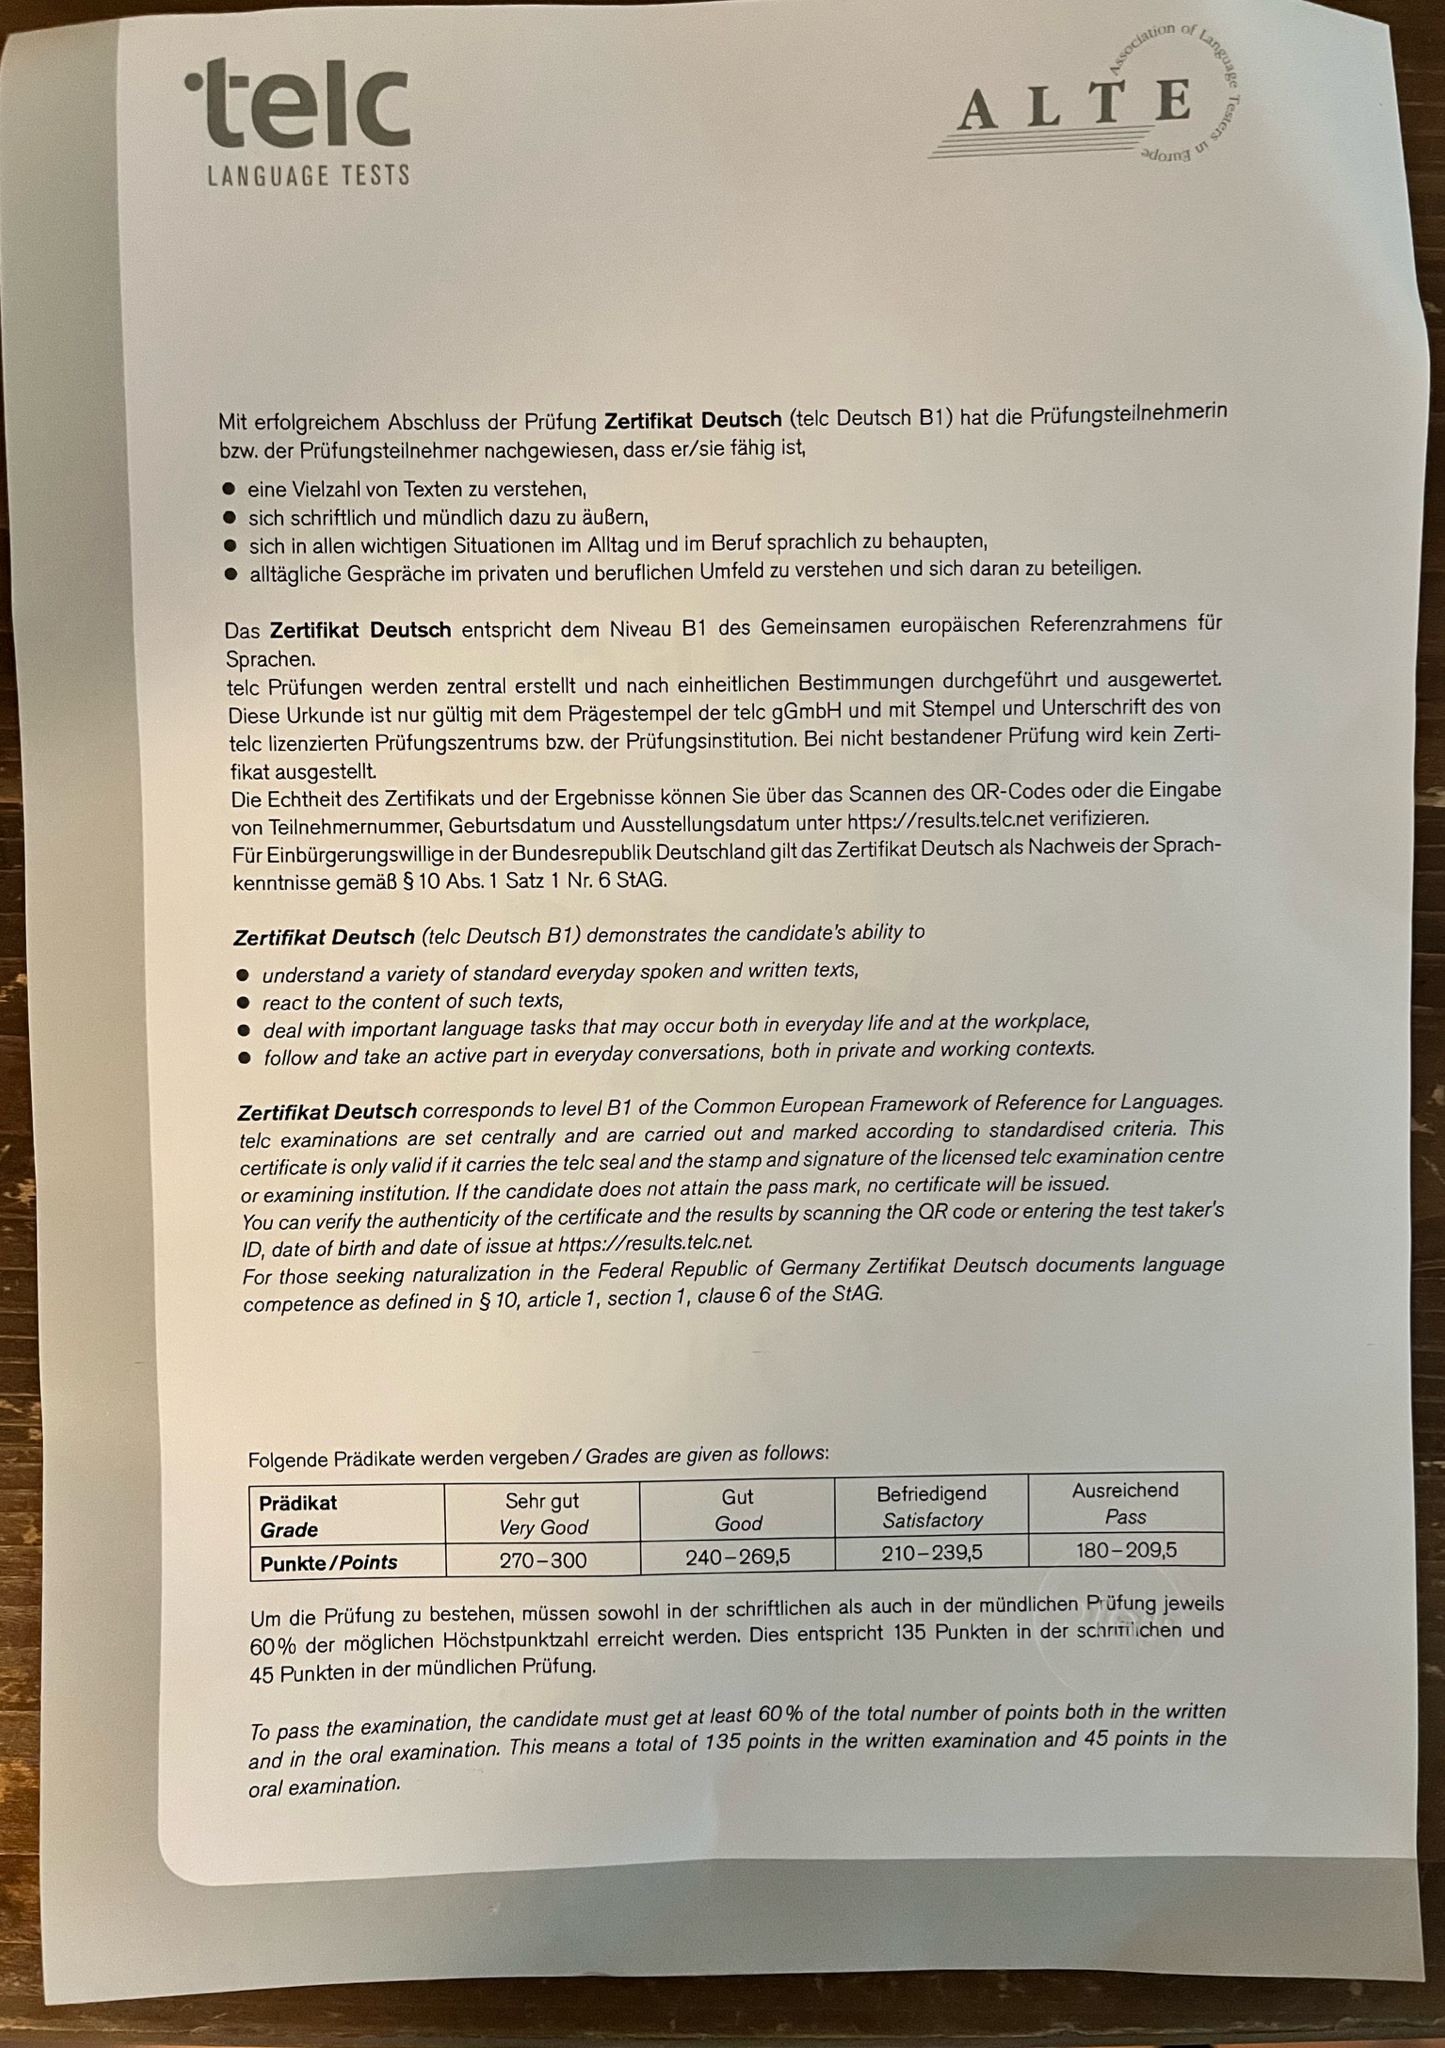 telc
LANGUAGE TESTS
ALTE
Association of Language Testers in Europe
Mit erfolgreichem Abschluss der Prüfung Zertifikat Deutsch (telc Deutsch B1) hat die Prüfungsteilnehmerin
bzw. der Prüfungsteilnehmer nachgewiesen, dass er/sie fähig ist,
● eine Vielzahl von Texten zu verstehen,
● sich schriftlich und mündlich dazu zu äußern,
● sich in allen wichtigen Situationen im Alltag und im Beruf sprachlich zu behaupten,
● alltägliche Gespräche im privaten und beruflichen Umfeld zu verstehen und sich daran zu beteiligen.
Das Zertifikat Deutsch entspricht dem Niveau B1 des Gemeinsamen europäischen Referenzrahmens für
Sprachen.
telc Prüfungen werden zentral erstellt und nach einheitlichen Bestimmungen durchgeführt und ausgewertet.
Diese Urkunde ist nur gültig mit dem Prägestempel der telc gGmbH und mit Stempel und Unterschrift des von
telc lizenzierten Prüfungszentrums bzw. der Prüfungsinstitution. Bei nicht bestandener Prüfung wird kein Zerti-
fikat ausgestellt.
Die Echtheit des Zertifikats und der Ergebnisse können Sie über das Scannen des QR-Codes oder die Eingabe
von Teilnehmernummer, Geburtsdatum und Ausstellungsdatum unter https://results.telc.net verifizieren.
Für Einbürgerungswillige in der Bundesrepublik Deutschland gilt das Zertifikat Deutsch als Nachweis der Sprach-
kenntnisse gemäß § 10 Abs. 1 Satz 1 Nr. 6 StAG.
Zertifikat Deutsch (telc Deutsch B1) demonstrates the candidate's ability to
● understand a variety of standard everyday spoken and written texts,
● react to the content of such texts,
● deal with important language tasks that may occur both in everyday life and at the workplace,
● follow and take an active part in everyday conversations, both in private and working contexts.
Zertifikat Deutsch corresponds to level B1 of the Common European Framework of Reference for Languages.
telc examinations are set centrally and are carried out and marked according to standardised criteria. This
certificate is only valid if it carries the telc seal and the stamp and signature of the licensed telc examination centre
or examining institution. If the candidate does not attain the pass mark, no certificate will be issued.
You can verify the authenticity of the certificate and the results by scanning the QR code or entering the test taker's
ID, date of birth and date of issue at https://results.telc.net.
For those seeking naturalization in the Federal Republic of Germany Zertifikat Deutsch documents language
competence as defined in § 10, article 1, section 1, clause 6 of the StAG.
Folgende Prädikate werden vergeben / Grades are given as follows:
Prädikat Sehr gut Gut Befriedigend Ausreichend
Grade Very Good Good Satisfactory Pass
Punkte/Points 270–300 240–269,5 210–239,5 180–209,5
Um die Prüfung zu bestehen, müssen sowohl in der schriftlichen als auch in der mündlichen Prüfung jeweils
60% der möglichen Höchstpunktzahl erreicht werden. Dies entspricht 135 Punkten in der schriftlichen und
45 Punkten in der mündlichen Prüfung.
To pass the examination, the candidate must get at least 60% of the total number of points both in the written
and in the oral examination. This means a total of 135 points in the written examination and 45 points in the
oral examination.